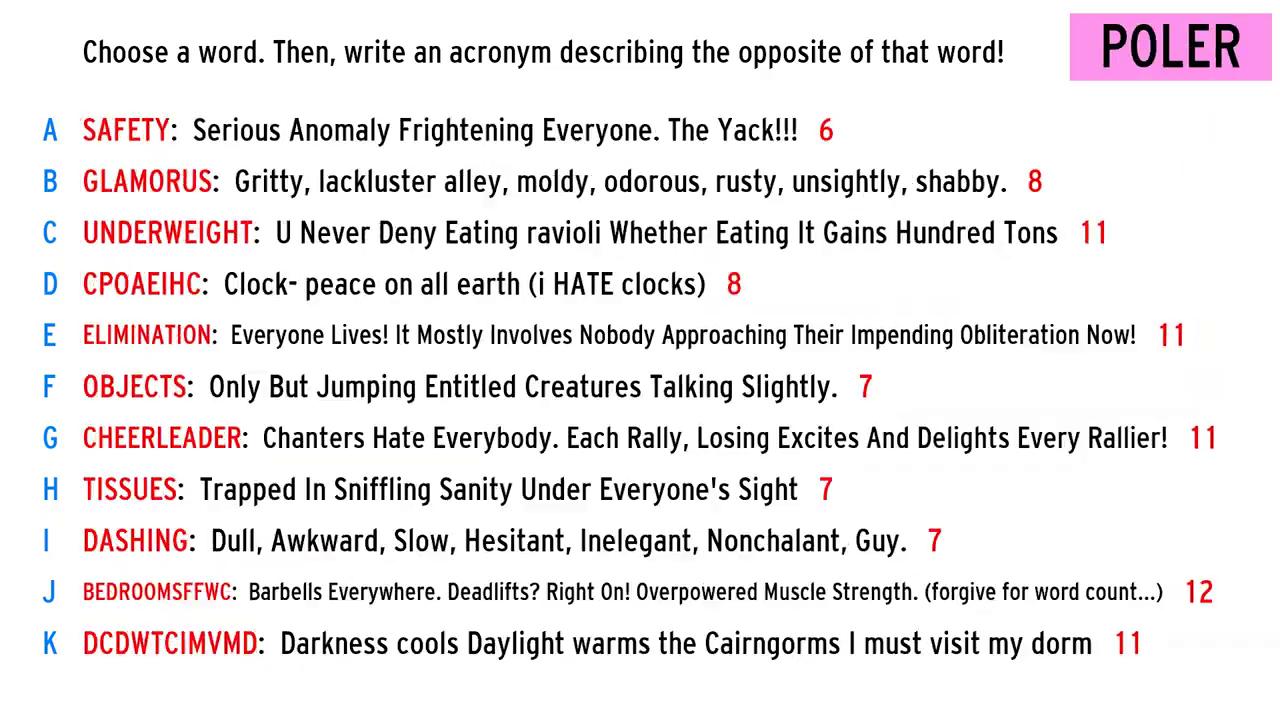 Choose a word. Then, write an acronym describing the opposite of that word!
POLER
A SAFETY: Serious Anomaly Frightening Everyone. The Yack!!! 6
B GLAMORUS: Gritty, lackluster alley, moldy, odorous, rusty, unsightly, shabby. 8
C UNDERWEIGHT: U Never Deny Eating ravioli Whether Eating It Gains Hundred Tons 11
D CPOAEIHC: Clock- peace on all earth (i HATE clocks) 8
E ELIMINATION: Everyone Lives! It Mostly Involves Nobody Approaching Their Impending Obliteration Now! 11
F OBJECTS: Only But Jumping Entitled Creatures Talking Slightly. 7
G CHEERLEADER: Chanters Hate Everybody. Each Rally, Losing Excites And Delights Every Rallier! 11
H TISSUES: Trapped In Sniffling Sanity Under Everyone's Sight 7
I DASHING: Dull, Awkward, Slow, Hesitant, Inelegant, Nonchalant, Guy. 7
J BEDROOMSFFWC: Barbells Everywhere. Deadlifts? Right On! Overpowered Muscle Strength. (forgive for word count...) 12
K DCDWTCIMVMD: Darkness cools Daylight warms the Cairngorms I must visit my dorm 11